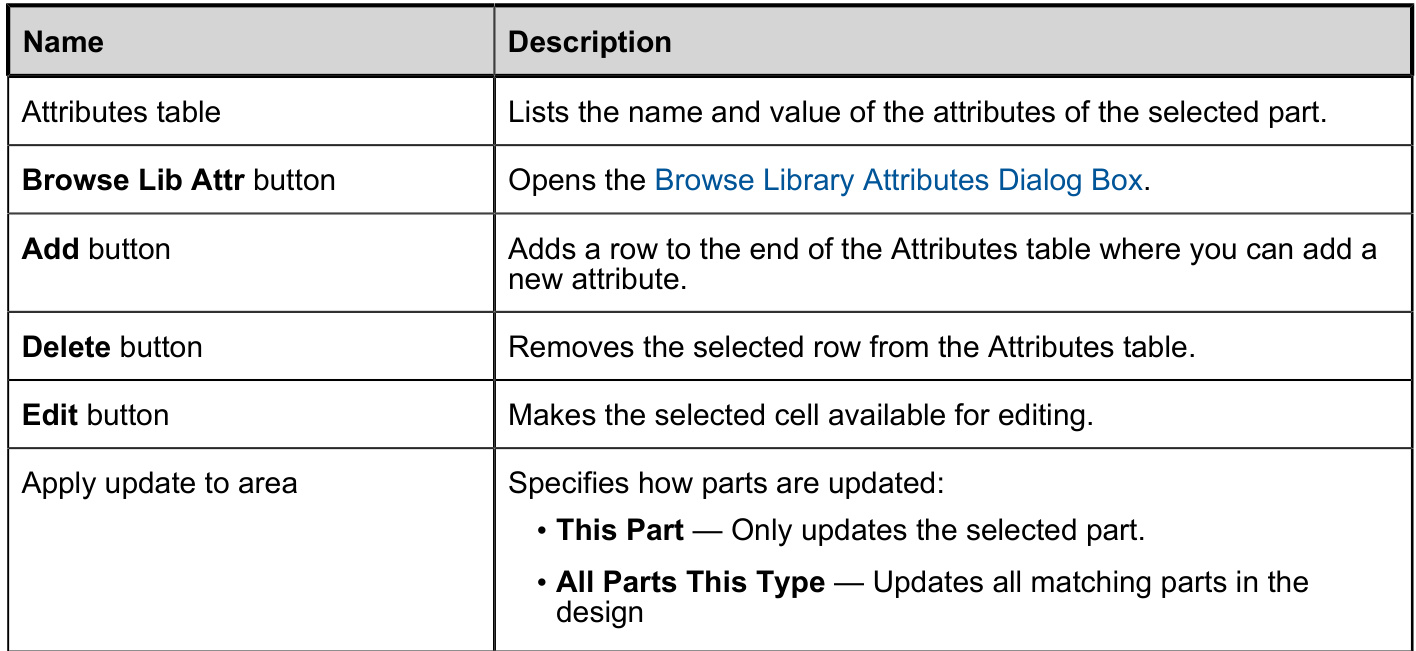 Name Description
Attributes table Lists the name and value of the attributes of the selected part.
Browse Lib Attr button Opens the Browse Library Attributes Dialog Box.
Add button Adds a row to the end of the Attributes table where you can add a
new attribute.
Delete button Removes the selected row from the Attributes table.
Edit button Makes the selected cell available for editing.
Apply update to area Specifies how parts are updated:
• This Part — Only updates the selected part.
• All Parts This Type — Updates all matching parts in the
design